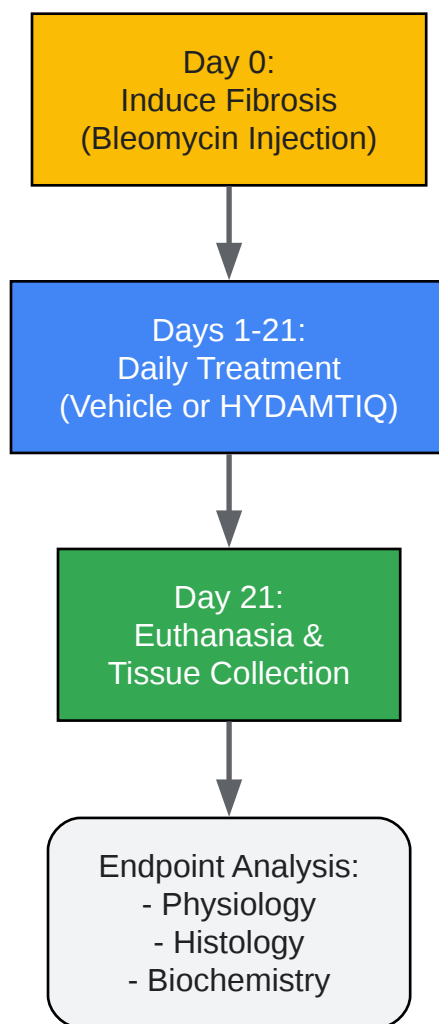 Day 0:
Induce Fibrosis
(Bleomycin Injection)
Days 1-21:
Daily Treatment
(Vehicle or HYDAMTIQ)
Day 21:
Euthanasia &
Tissue Collection
Endpoint Analysis:
- Physiology
- Histology
- Biochemistry